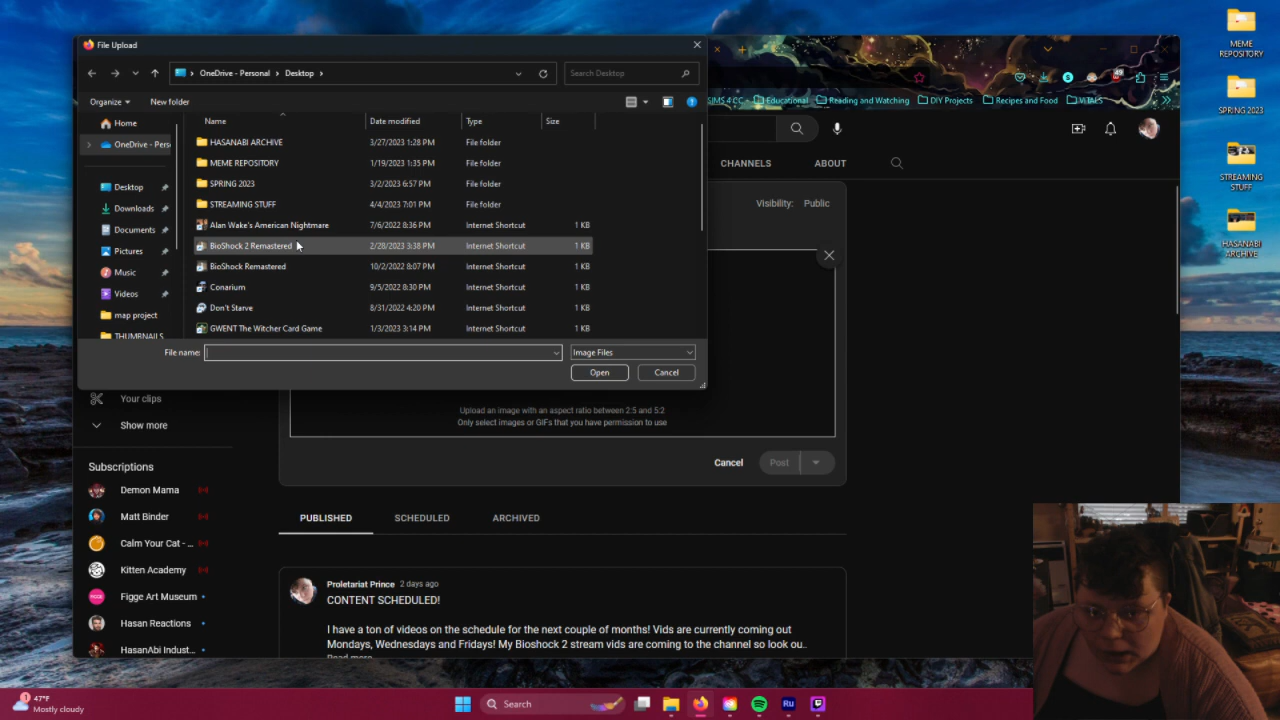 File Upload
OneDrive - Personal > Desktop >
Search Desktop
Organize
New folder
Home
OneDrive - Pers
Desktop
Downloads
Documents
Pictures
Music
Videos
map project
THUMBNAILS
Name Date modified Type Size
HASANABI ARCHIVE 3/27/2023 1:28 PM File folder
MEME REPOSITORY 1/19/2023 1:35 PM File folder
SPRING 2023 3/2/2023 6:57 PM File folder
STREAMING STUFF 4/4/2023 7:01 PM File folder
Alan Wake's American Nightmare 7/6/2022 8:36 PM Internet Shortcut 1 KB
BioShock 2 Remastered 2/28/2023 3:38 PM Internet Shortcut 1 KB
BioShock Remastered 10/2/2022 8:07 PM Internet Shortcut 1 KB
Conarium 9/5/2022 8:30 PM Internet Shortcut 1 KB
Don't Starve 8/31/2022 4:20 PM Internet Shortcut 1 KB
GWENT The Witcher Card Game 1/3/2023 3:14 PM Internet Shortcut 1 KB
File name:
Image Files
Open
Cancel
49
SIMS 4 CC
Educational
Reading and Watching
DIY Projects
Recipes and Food
VITALS
CHANNELS
ABOUT
Visibility: Public
Upload an image with an aspect ratio between 2:5 and 5:2
Only select images or GIFs that you have permission to use
Cancel
Post
Your clips
Show more
Subscriptions
Demon Mama
Matt Binder
Calm Your Cat - ...
Kitten Academy
Figge Art Museum
Hasan Reactions
HasanAbi Indust...
PUBLISHED
SCHEDULED
ARCHIVED
Proletariat Prince 2 days ago
CONTENT SCHEDULED!
I have a ton of videos on the schedule for the next couple of months! Vids are currently coming out
Mondays, Wednesdays and Fridays! My Bioshock 2 stream vids are coming to the channel so look ou..
Read more
MEME
REPOSITORY
SPRING 2023
STREAMING
STUFF
HASANABI
ARCHIVE
1
47°F
Mostly cloudy
Search
Ru